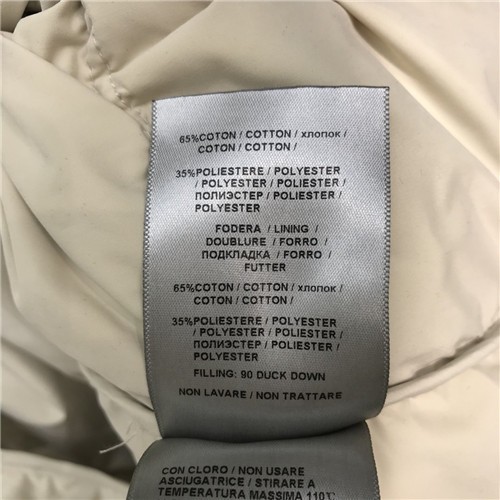 65%COTON / COTTON / хлопок /
COTON / COTTON /
35%POLIESTERE / POLYESTER
/ POLYESTER / POLIESTER /
ПОЛИЭСТЕР / POLIESTER /
POLYESTER
FODERA / LINING /
DOUBLURE / FORRO /
ПОДКЛАДКА / FORRO /
FUTTER
65%COTON / COTTON / хлопок /
COTON / COTTON /
35%POLIESTERE / POLYESTER
/ POLYESTER / POLIESTER /
ПОЛИЭСТЕР / POLIESTER /
POLYESTER
FILLING: 90 DUCK DOWN
NON LAVARE / NON TRATTARE
CON CLORO / NON USARE
ASCIUGATRICE / STIRARE A
TEMPERATURA MASSIMA 110°C